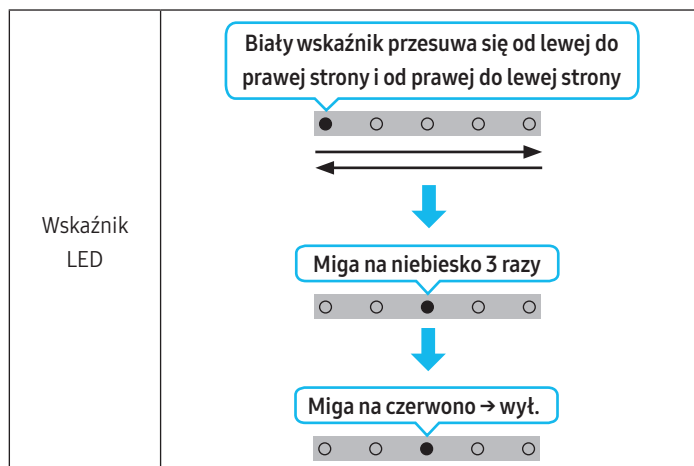 Biały wskaźnik przesuwa się od lewej do
prawej strony i od prawej do lewej strony
Wskaźnik
LED
Miga na niebiesko 3 razy
Miga na czerwono → wył.